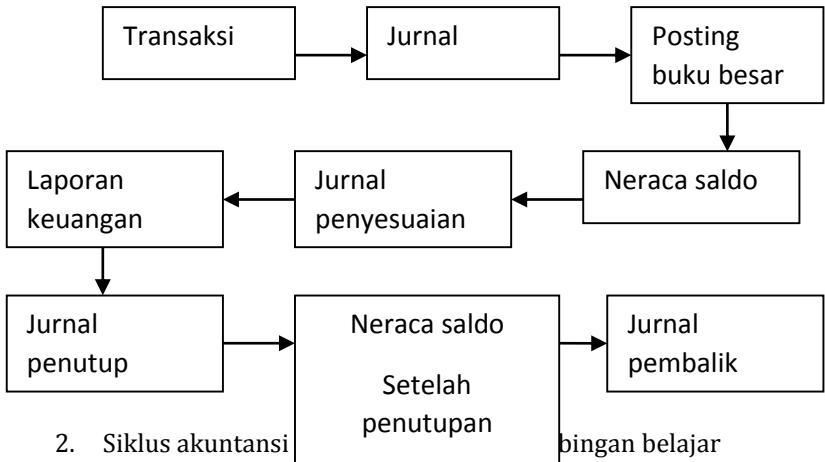 Transaksi
Jurnal
Posting
buku besar
Laporan
keuangan
Jurnal
penyesuaian
Neraca saldo
Jurnal
penutup
Neraca saldo
Setelah
penutupan
Jurnal
pembalik
2. Siklus akuntansi bingan belajar